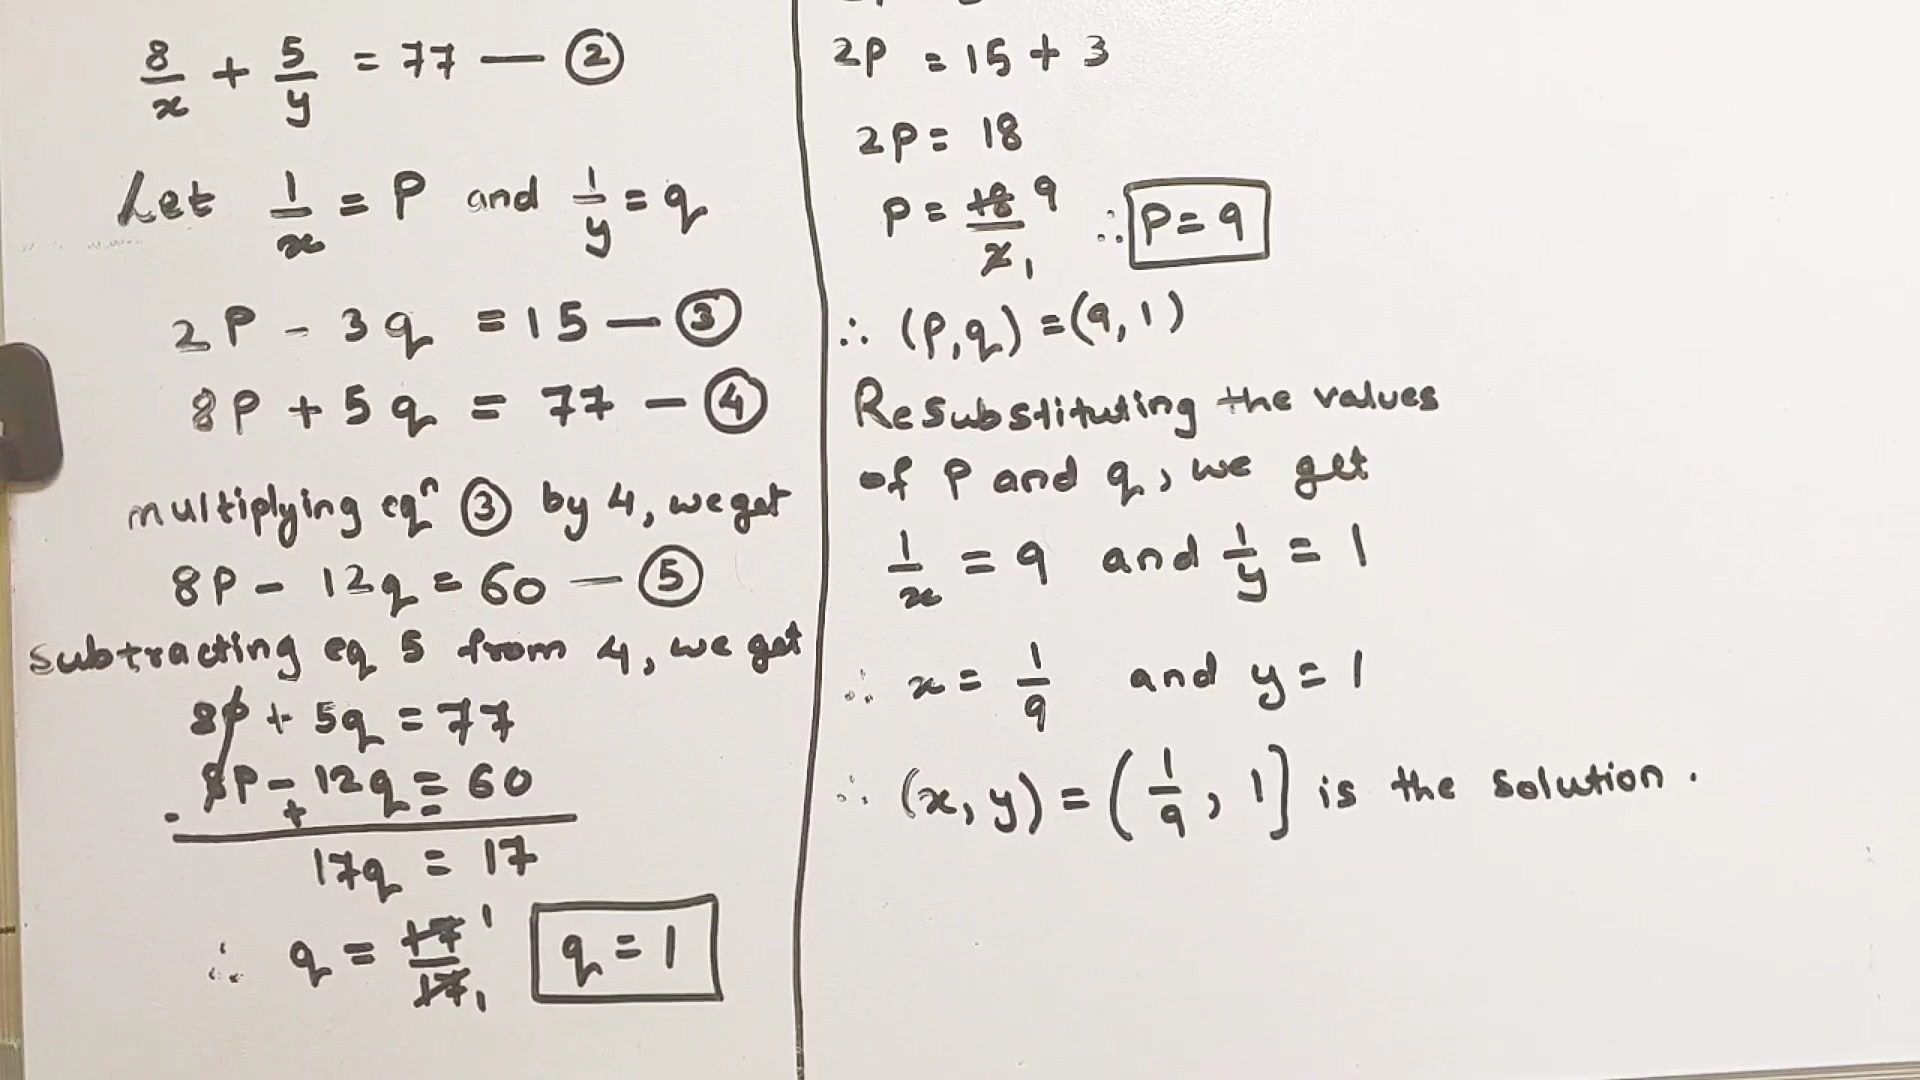 8/x + 5/y = 77 — ②
Let 1/x = P and 1/y = q
2P - 3q = 15 — ③
8P + 5q = 77 — ④
multiplying eqⁿ ③ by 4, we get
8P - 12q = 60 — ⑤
subtracting eq 5 from 4, we get
8P + 5q = 77
8P - 12q = 60
- + -
17q = 17
∴ q = 17/17 1 1 q = 1
2P = 15 + 3
2P = 18
P = 18/2 9 1 ∴ P = 9
∴ (P,q) = (9,1)
Resubstituting the values
of P and q, we get
1/x = 9 and 1/y = 1
∴ x = 1/9 and y = 1
∴ (x, y) = (1/9, 1] is the solution.